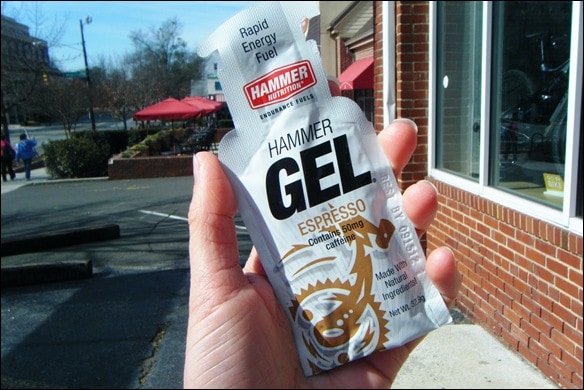 Rapid
Energy
Fuel
HAMMER
NUTRITION
ENDURANCE FUELS
HAMMER
GEL
ESPRESSO
Contains 50mg
caffeine
Made With
Natural
Ingredients!